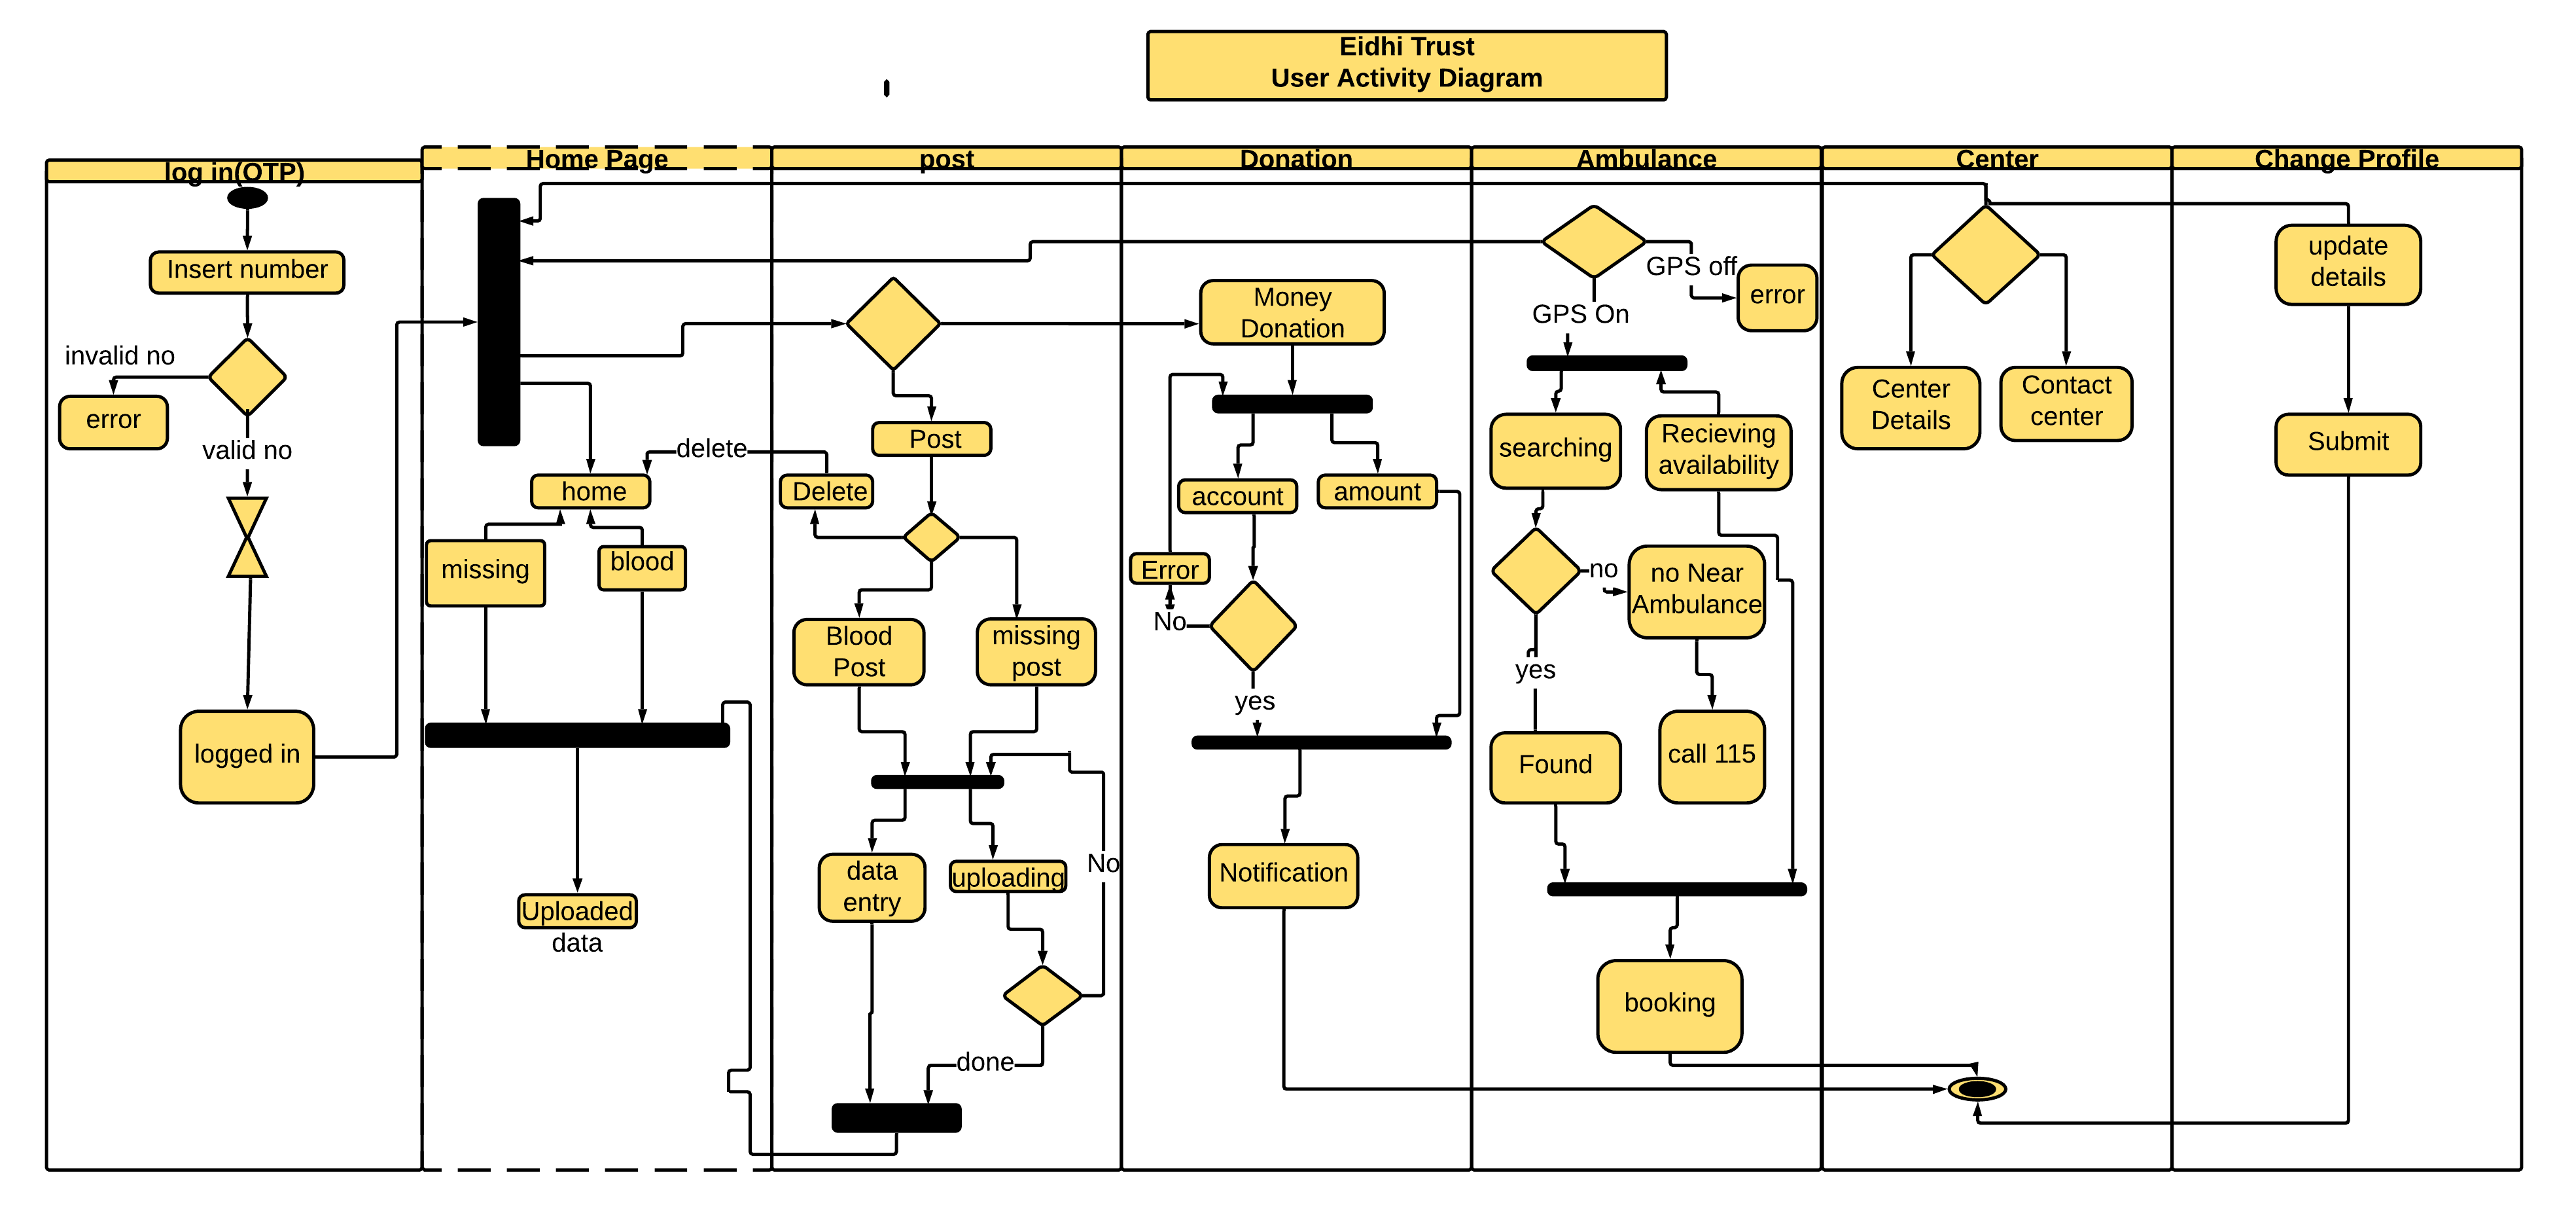 Eidhi Trust
User Activity Diagram
log in(OTP)
Home Page
post
Donation
Ambulance
Center
Change Profile
Insert number
invalid no
error
valid no
logged in
home
missing
blood
Uploaded
data
delete
Delete
Post
Blood
Post
missing
post
data
entry
uploading
No
done
Money
Donation
account
amount
Error
No
yes
Notification
GPS off
error
GPS On
searching
Recieving
availability
no
no Near
Ambulance
yes
Found
call 115
booking
Center
Details
Contact
center
update
details
Submit